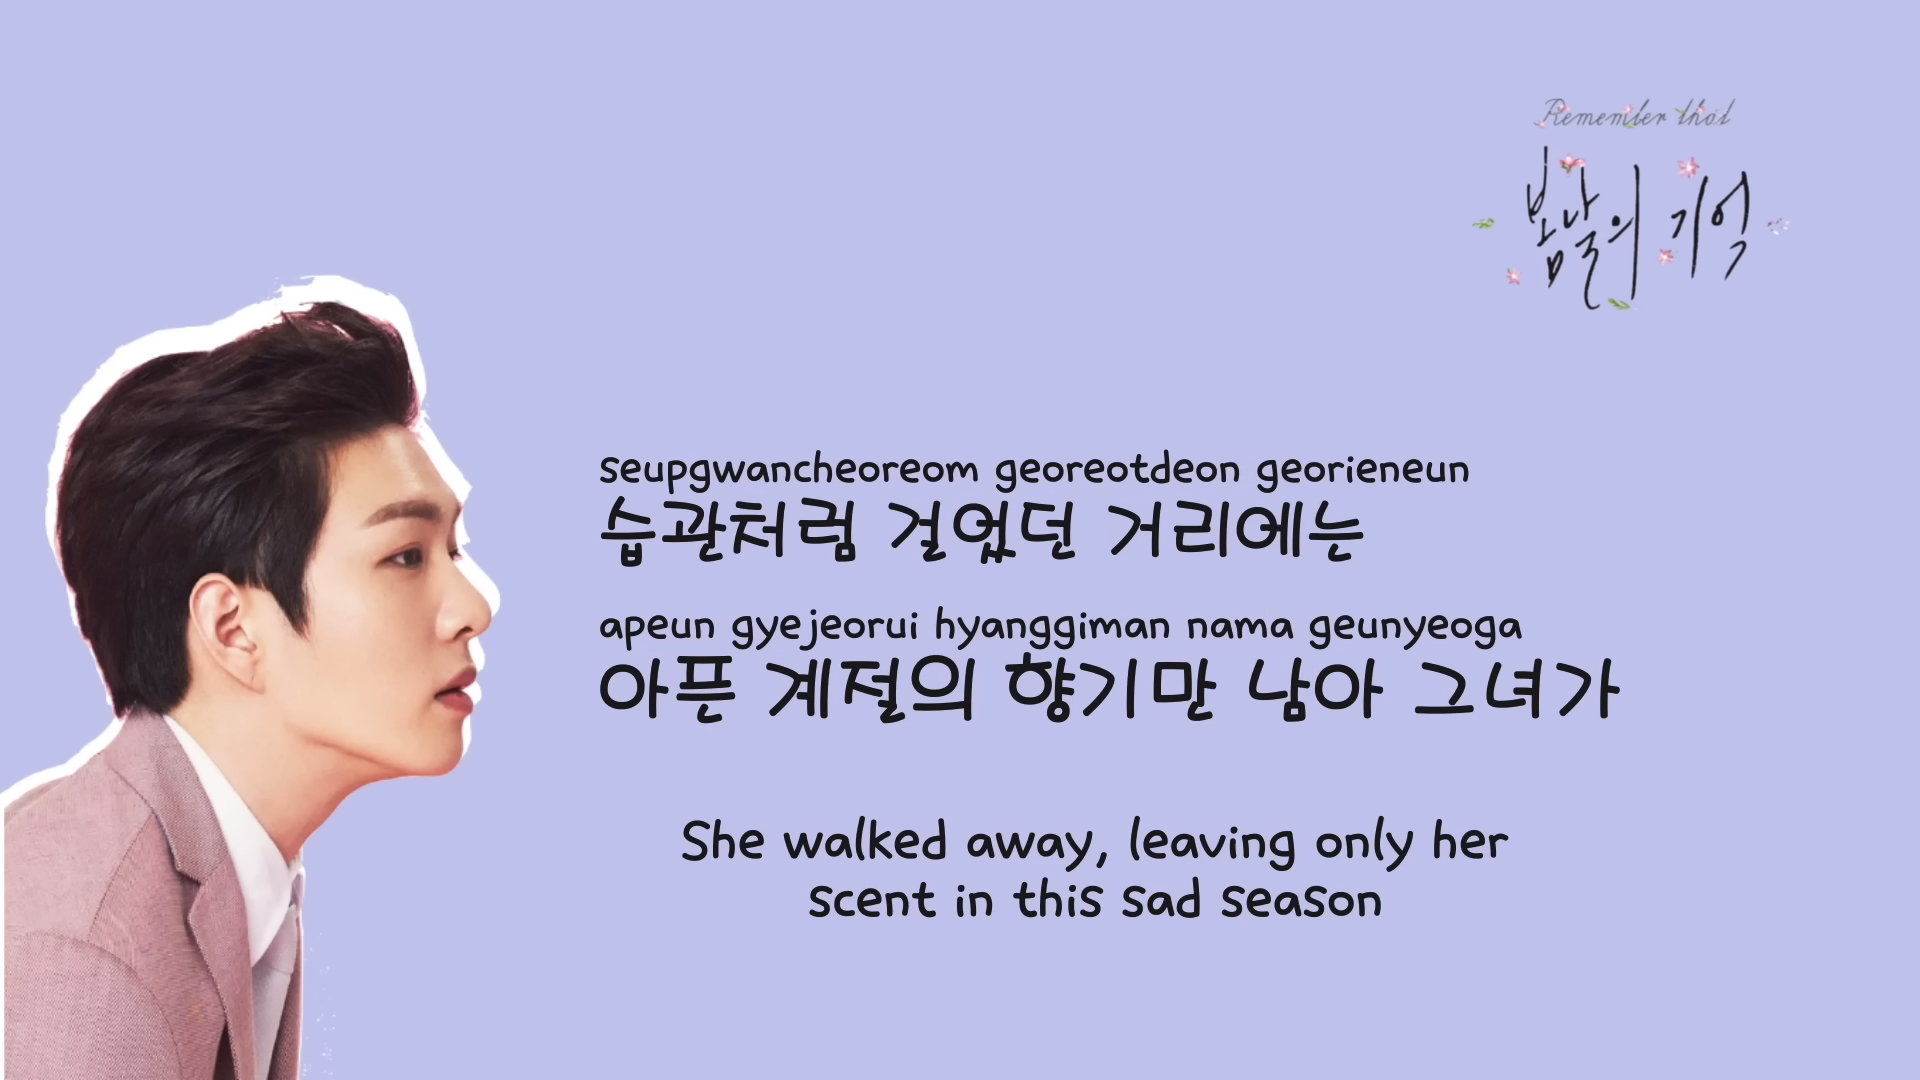 Remember that
봄날의 기억
seupgwancheoreom georeotdeon georieneun
습관처럼 걸었던 거리에는
apeun gyejeorui hyanggiman nama geunyeoga
아픈 계절의 향기만 남아 그녀가
She walked away, leaving only her
scent in this sad season